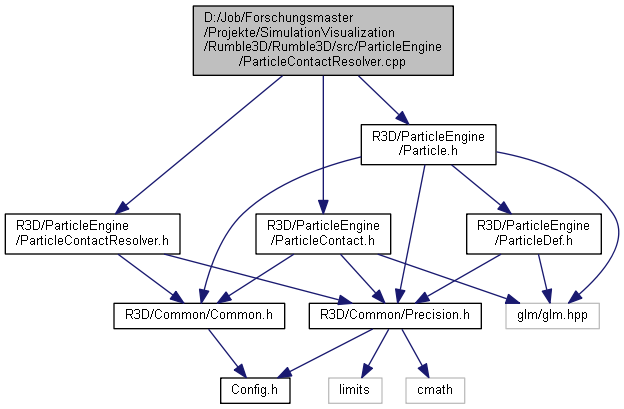 D:/Job/Forschungsmaster
/Projekte/SimulationVisualization
/Rumble3D/Rumble3D/src/ParticleEngine
/ParticleContactResolver.cpp
R3D/ParticleEngine
/Particle.h
R3D/ParticleEngine
/ParticleContactResolver.h
R3D/ParticleEngine
/ParticleContact.h
R3D/ParticleEngine
/ParticleDef.h
R3D/Common/Common.h
R3D/Common/Precision.h
glm/glm.hpp
Config.h
limits
cmath